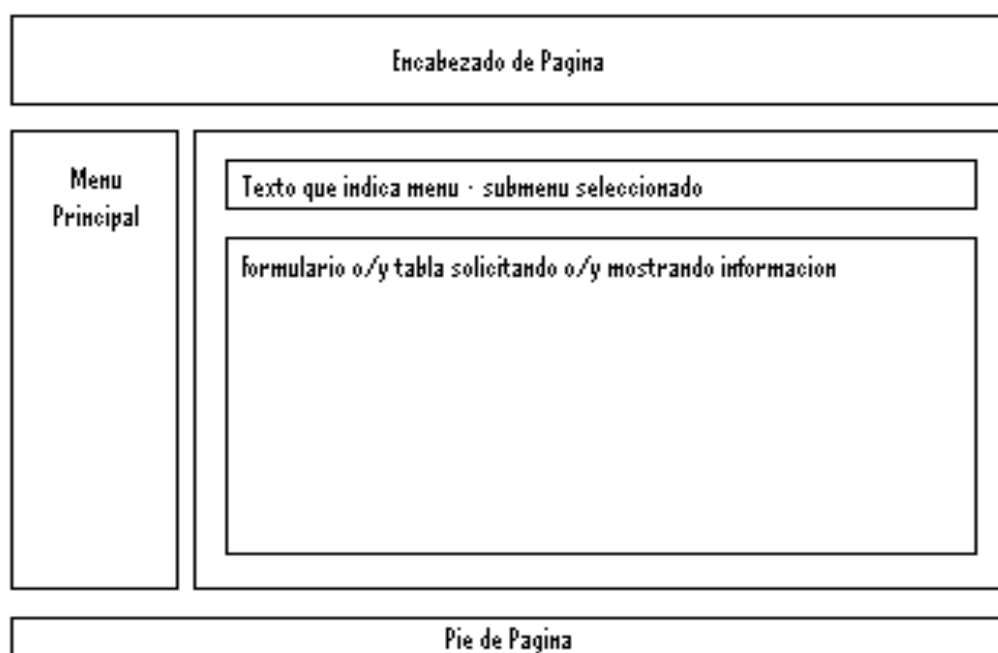 Encabezado de Pagina
Menu
Principal
Texto que indica menu - submenu seleccionado
Formulario o/y tabla solicitando o/y mostrando informacion
Pie de Pagina